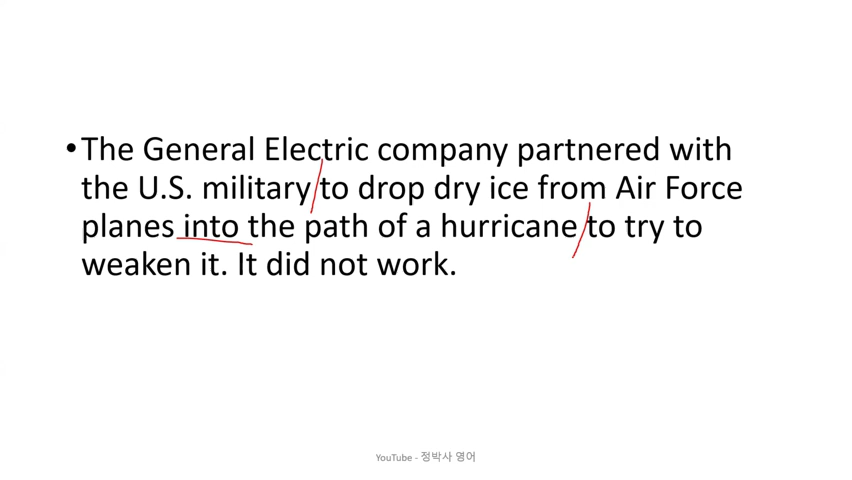 •The General Electric company partnered with
the U.S. military to drop dry ice from Air Force
planes into the path of a hurricane to try to
weaken it. It did not work.
YouTube - 정박사 영어